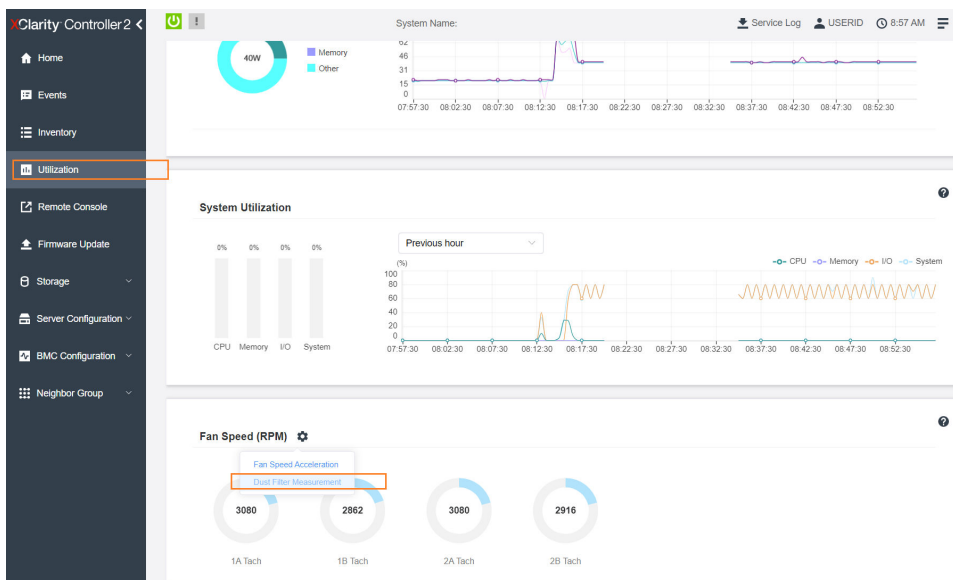 XClarity Controller 2
System Name:
Service Log
USERID
8:57 AM
Home
Events
Inventory
Utilization
Remote Console
Firmware Update
Storage
Server Configuration
BMC Configuration
Neighbor Group
40W
Memory
Other
62
46
31
15
0
07:57:30 08:02:30 08:07:30 08:12:30 08:17:30 08:22:30 08:27:30 08:32:30 08:37:30 08:42:30 08:47:30 08:52:30
System Utilization
0% 0% 0% 0%
CPU Memory I/O System
Previous hour
CPU Memory I/O System
(%)
100
80
60
40
20
0
07:57:30 08:02:30 08:07:30 08:12:30 08:17:30 08:22:30 08:27:30 08:32:30 08:37:30 08:42:30 08:47:30 08:52:30
Fan Speed (RPM)
Fan Speed Acceleration
Dust Filter Measurement
3080 2862 3080 2916
1A Tach 1B Tach 2A Tach 2B Tach